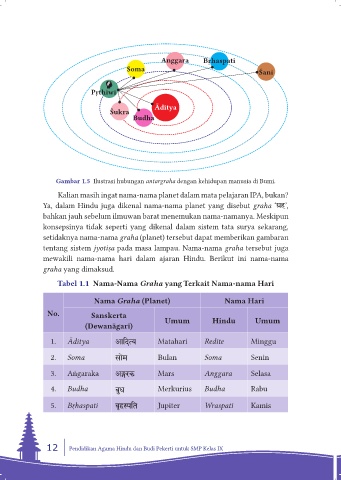 Anggara Bṛhaspati
Soma
Sani
Pṛthiwī
Āditya
Śukra
Budha
Gambar 1.5 Ilustrasi hubungan antargraha dengan kehidupan manusia di Bumi.
Kalian masih ingat nama-nama planet dalam mata pelajaran IPA, bukan?
Ya, dalam Hindu juga dikenal nama-nama planet yang disebut graha 'ग्रह',
bahkan jauh sebelum ilmuwan barat menemukan nama-namanya. Meskipun
konsepsinya tidak seperti yang dikenal dalam sistem tata surya sekarang,
setidaknya nama-nama graha (planet) tersebut dapat memberikan gambaran
tentang sistem jyotiṣa pada masa lampau. Nama-nama graha tersebut juga
mewakili nama-nama hari dalam ajaran Hindu. Berikut ini nama-nama
graha yang dimaksud.
Tabel 1.1 Nama-Nama Graha yang Terkait Nama-nama Hari
Nama Graha (Planet) Nama Hari
No. Sanskerta (Dewanāgari) Umum Hindu Umum
1. Āditya आदित्य Matahari Redite Minggu
2. Soma सोम Bulan Soma Senin
3. Aṅgaraka अङ्गरक Mars Anggara Selasa
4. Budha बुध Merkurius Budha Rabu
5. Bṛhaspati बृहस्पति Jupiter Wraspati Kamis
12 Pendidikan Agama Hindu dan Budi Pekerti untuk SMP Kelas IX